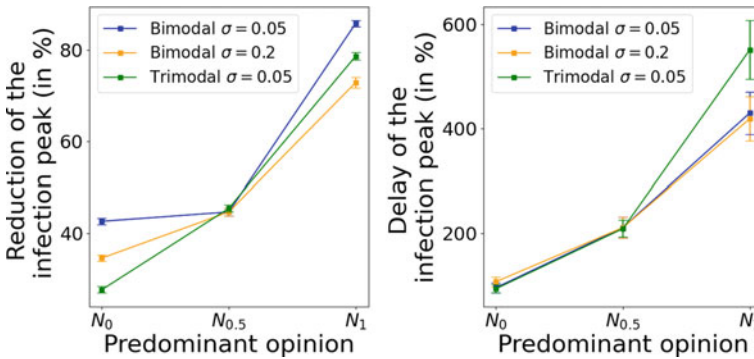 Reduction of the
infection peak (in %)
80
60
40
Bimodal σ = 0.05
Bimodal σ = 0.2
Trimodal σ = 0.05
N0 N0.5 N1
Predominant opinion
Delay of the
infection peak (in %)
600
400
200
Bimodal σ = 0.05
Bimodal σ = 0.2
Trimodal σ = 0.05
N0 N0.5 N
Predominant opinion